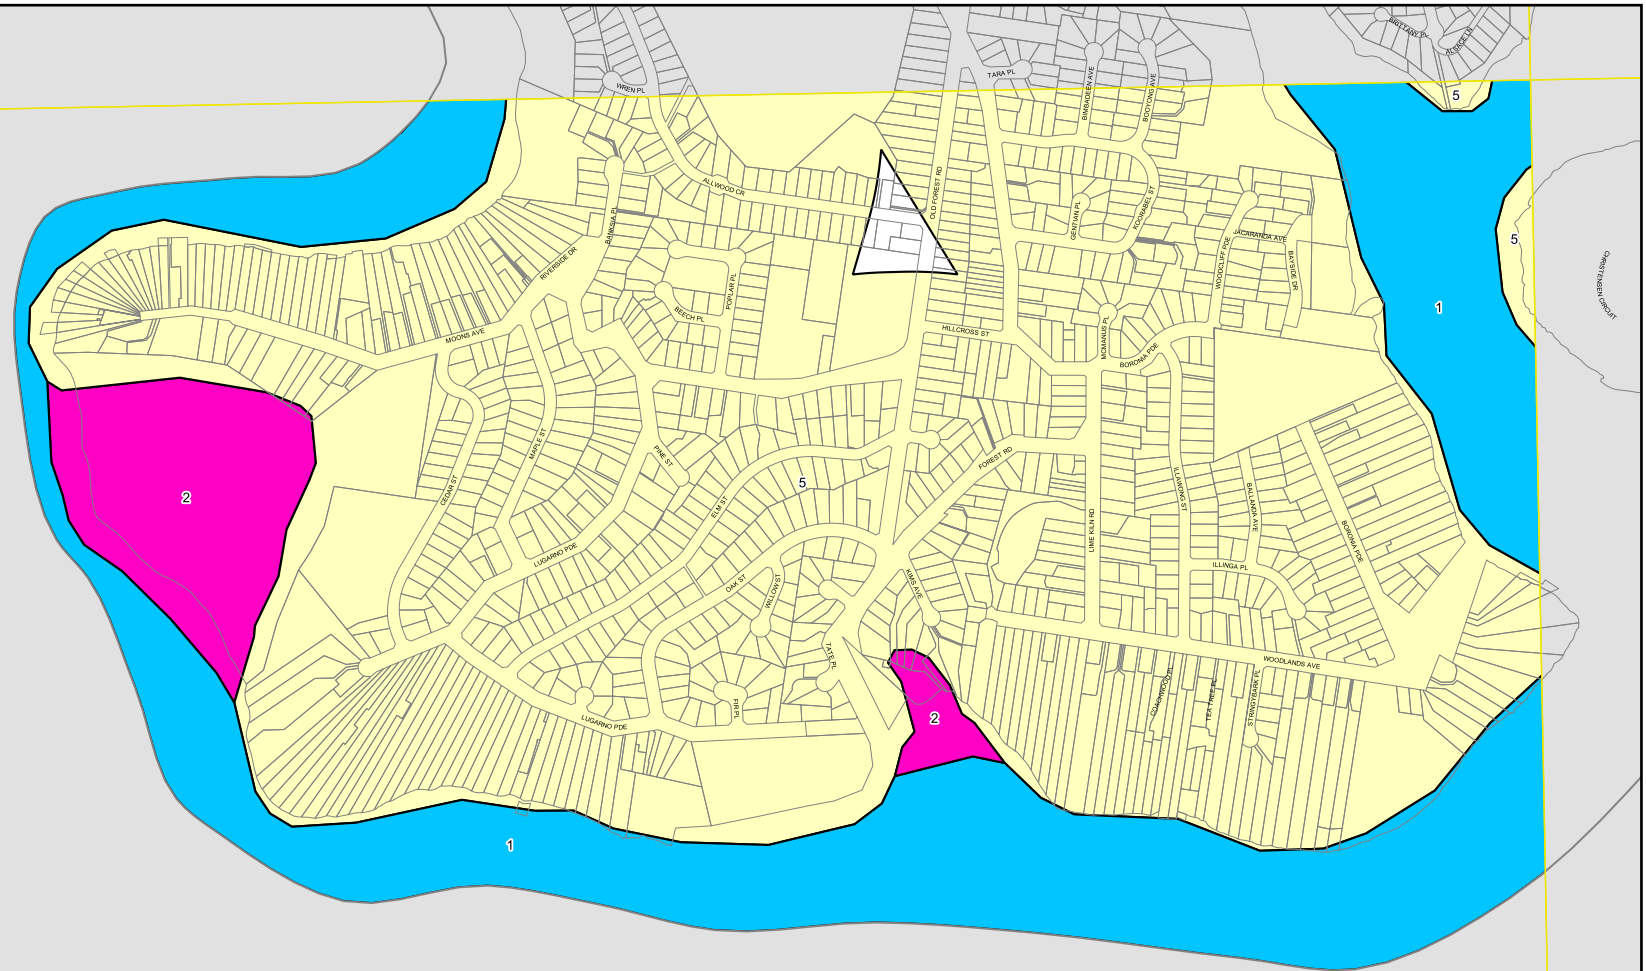 BRITTANY PL
ALSACE LN
TARA PL
WREN PL
BIMBADEEN AVE
BOOYONG AVE
5
ALLWOOD CR
OLD FOREST RD
KOORABEL ST
GENTIAN PL
BANKSIA PL
JACARANDA AVE
5
WOODCLIFF PDE
BAYSIDE DR
RIVERSIDE DR
CHRISTENSEN CIRCUIT
POPLAR PL
BEECH PL
1
HILLCROSS ST
MOONS AVE
MCMANUS PL
BORONIA PDE
MAPLE ST
PINE ST
FOREST RD
CEDAR ST
5
2
ELM ST
ILLAWONG ST
BALLANDA AVE
LIME KILN RD
BORONIA PDE
LUGARNO PDE
ILLINGA PL
OAK ST
WILLOW ST
KIMS AVE
TATE PL
WOODLANDS AVE
COACHWOOD PL
TEA TREE PL
STRINGYBARK PL
FIR PL
LUGARNO PDE
2
1